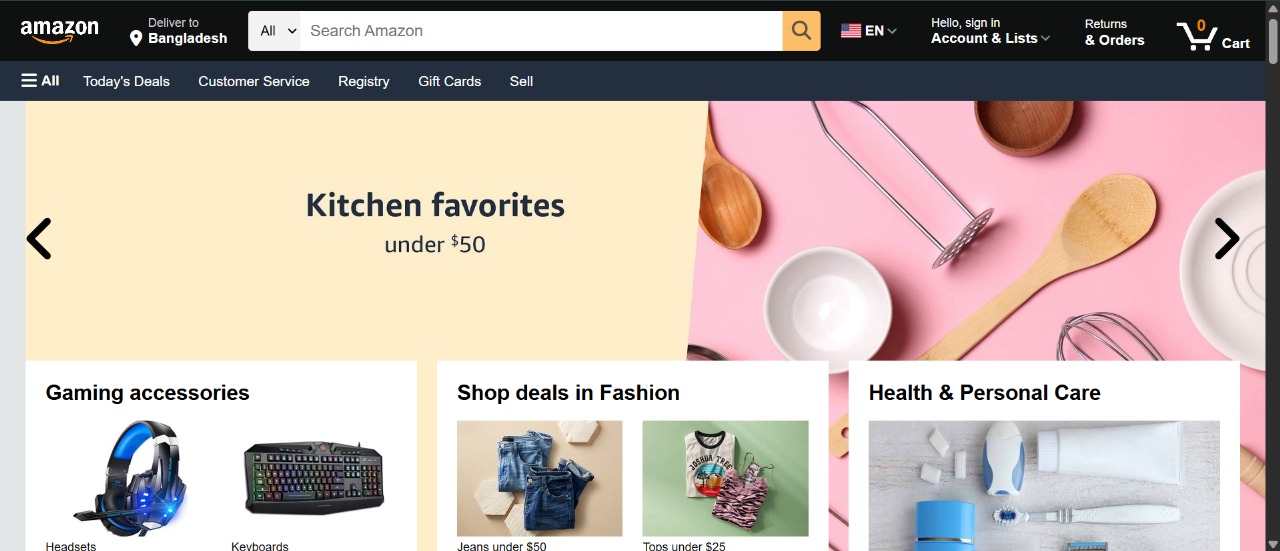 amazon
Deliver to
Bangladesh
All
Search Amazon
EN
Hello, sign in
Account & Lists
Returns
& Orders
0
Cart
All
Today's Deals
Customer Service
Registry
Gift Cards
Sell
Kitchen favorites
under $50
Gaming accessories
Shop deals in Fashion
Health & Personal Care
JOSHUA TREE
Headsets
Keyboards
Jeans under $50
Tops under $25